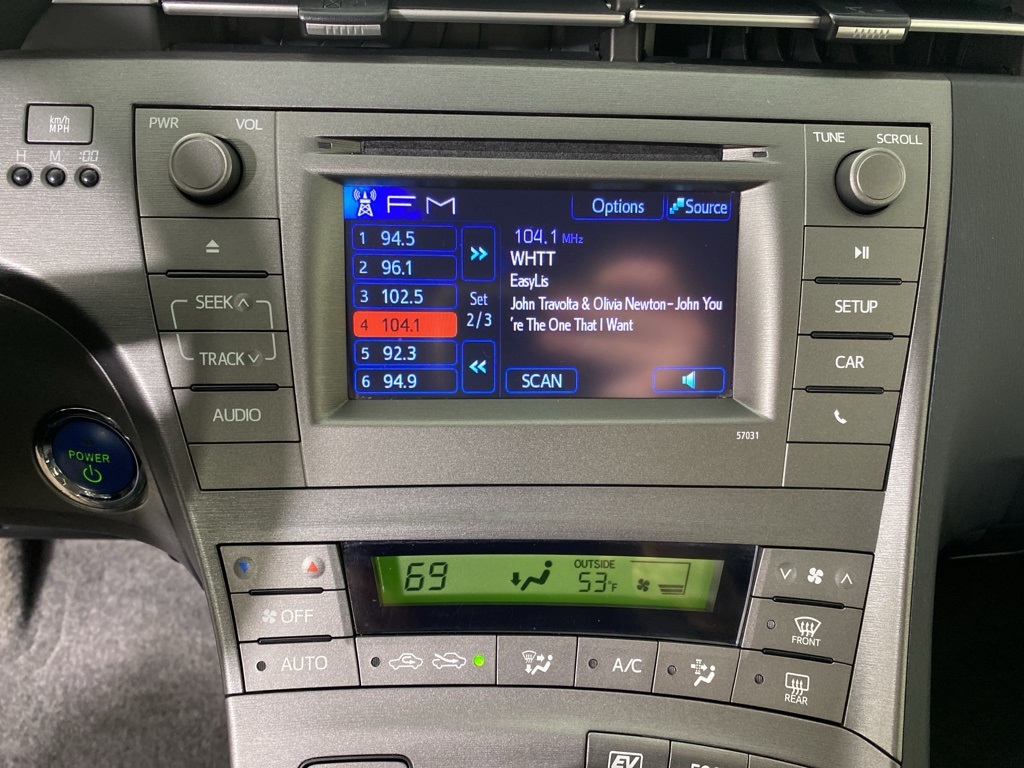 km/h
MPH
H M :00
PWR VOL
TUNE SCROLL
FM
Options
Source
1 94.5
2 96.1
3 102.5
4 104.1
5 92.3
6 94.9
Set
2/3
104.1 MHz
WHTT
EasyLis
John Travolta & Olivia Newton-John You
're The One That I Want
SCAN
SEEK
TRACK
AUDIO
SETUP
CAR
57031
POWER
69
OUTSIDE
53°F
OFF
AUTO
A/C
FRONT
REAR
EV